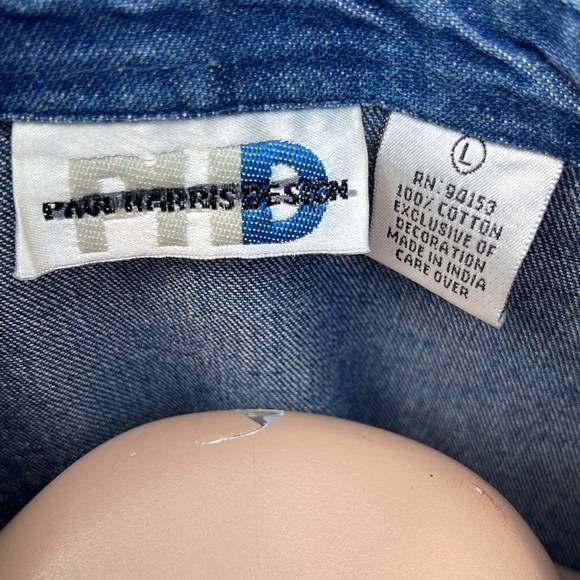 PHD
PAUL HARRIS DESIGN
L
RN: 94153
100% COTTON
EXCLUSIVE OF
DECORATION
MADE IN INDIA
CARE OVER